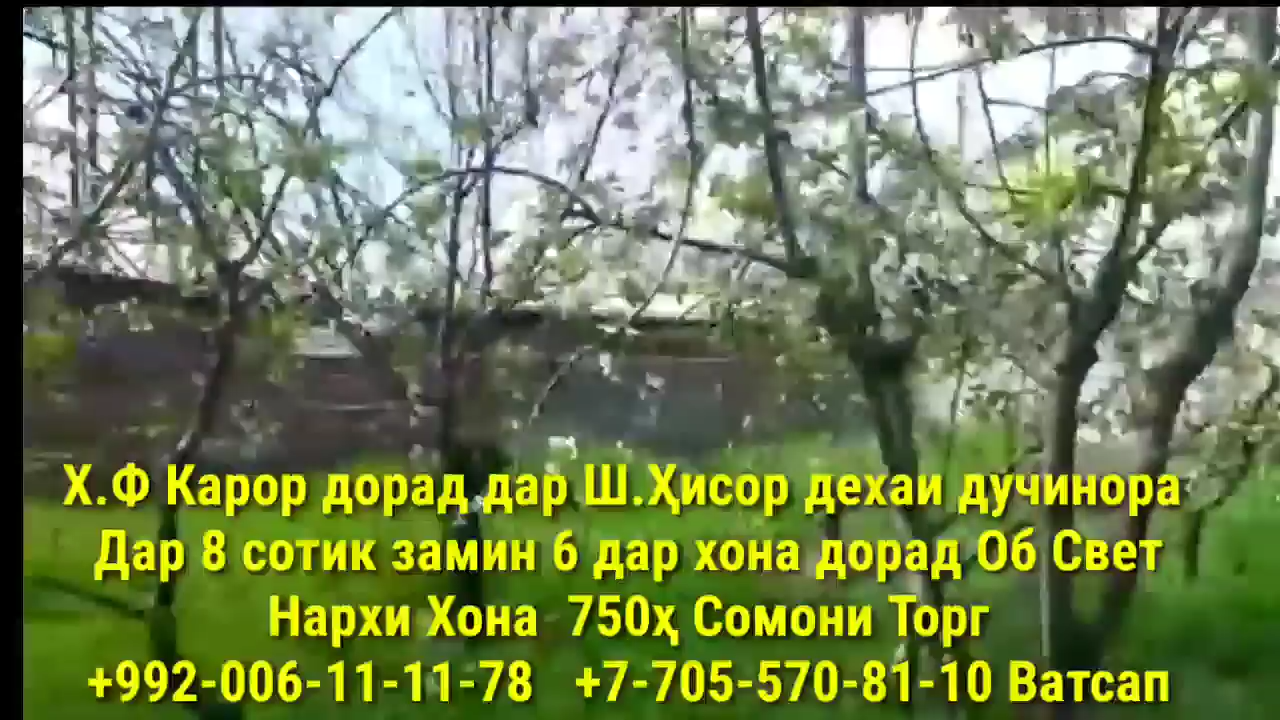 Х.Ф Карор дорад дар Ш.Ҳисор дехаи дучинора
Дар 8 сотик замин 6 дар хона дорад Об Свет
Нархи Хона 750ҳ Сомони Торг
+992-006-11-11-78 +7-705-570-81-10 Ватсап